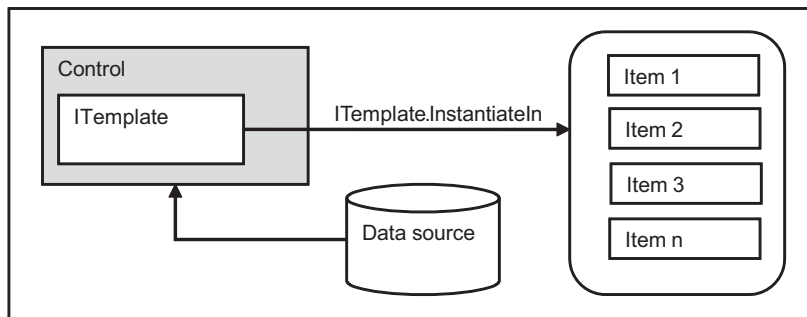 Control
ITemplate
ITemplate.InstantiateIn
Data source
Item 1
Item 2
Item 3
Item n